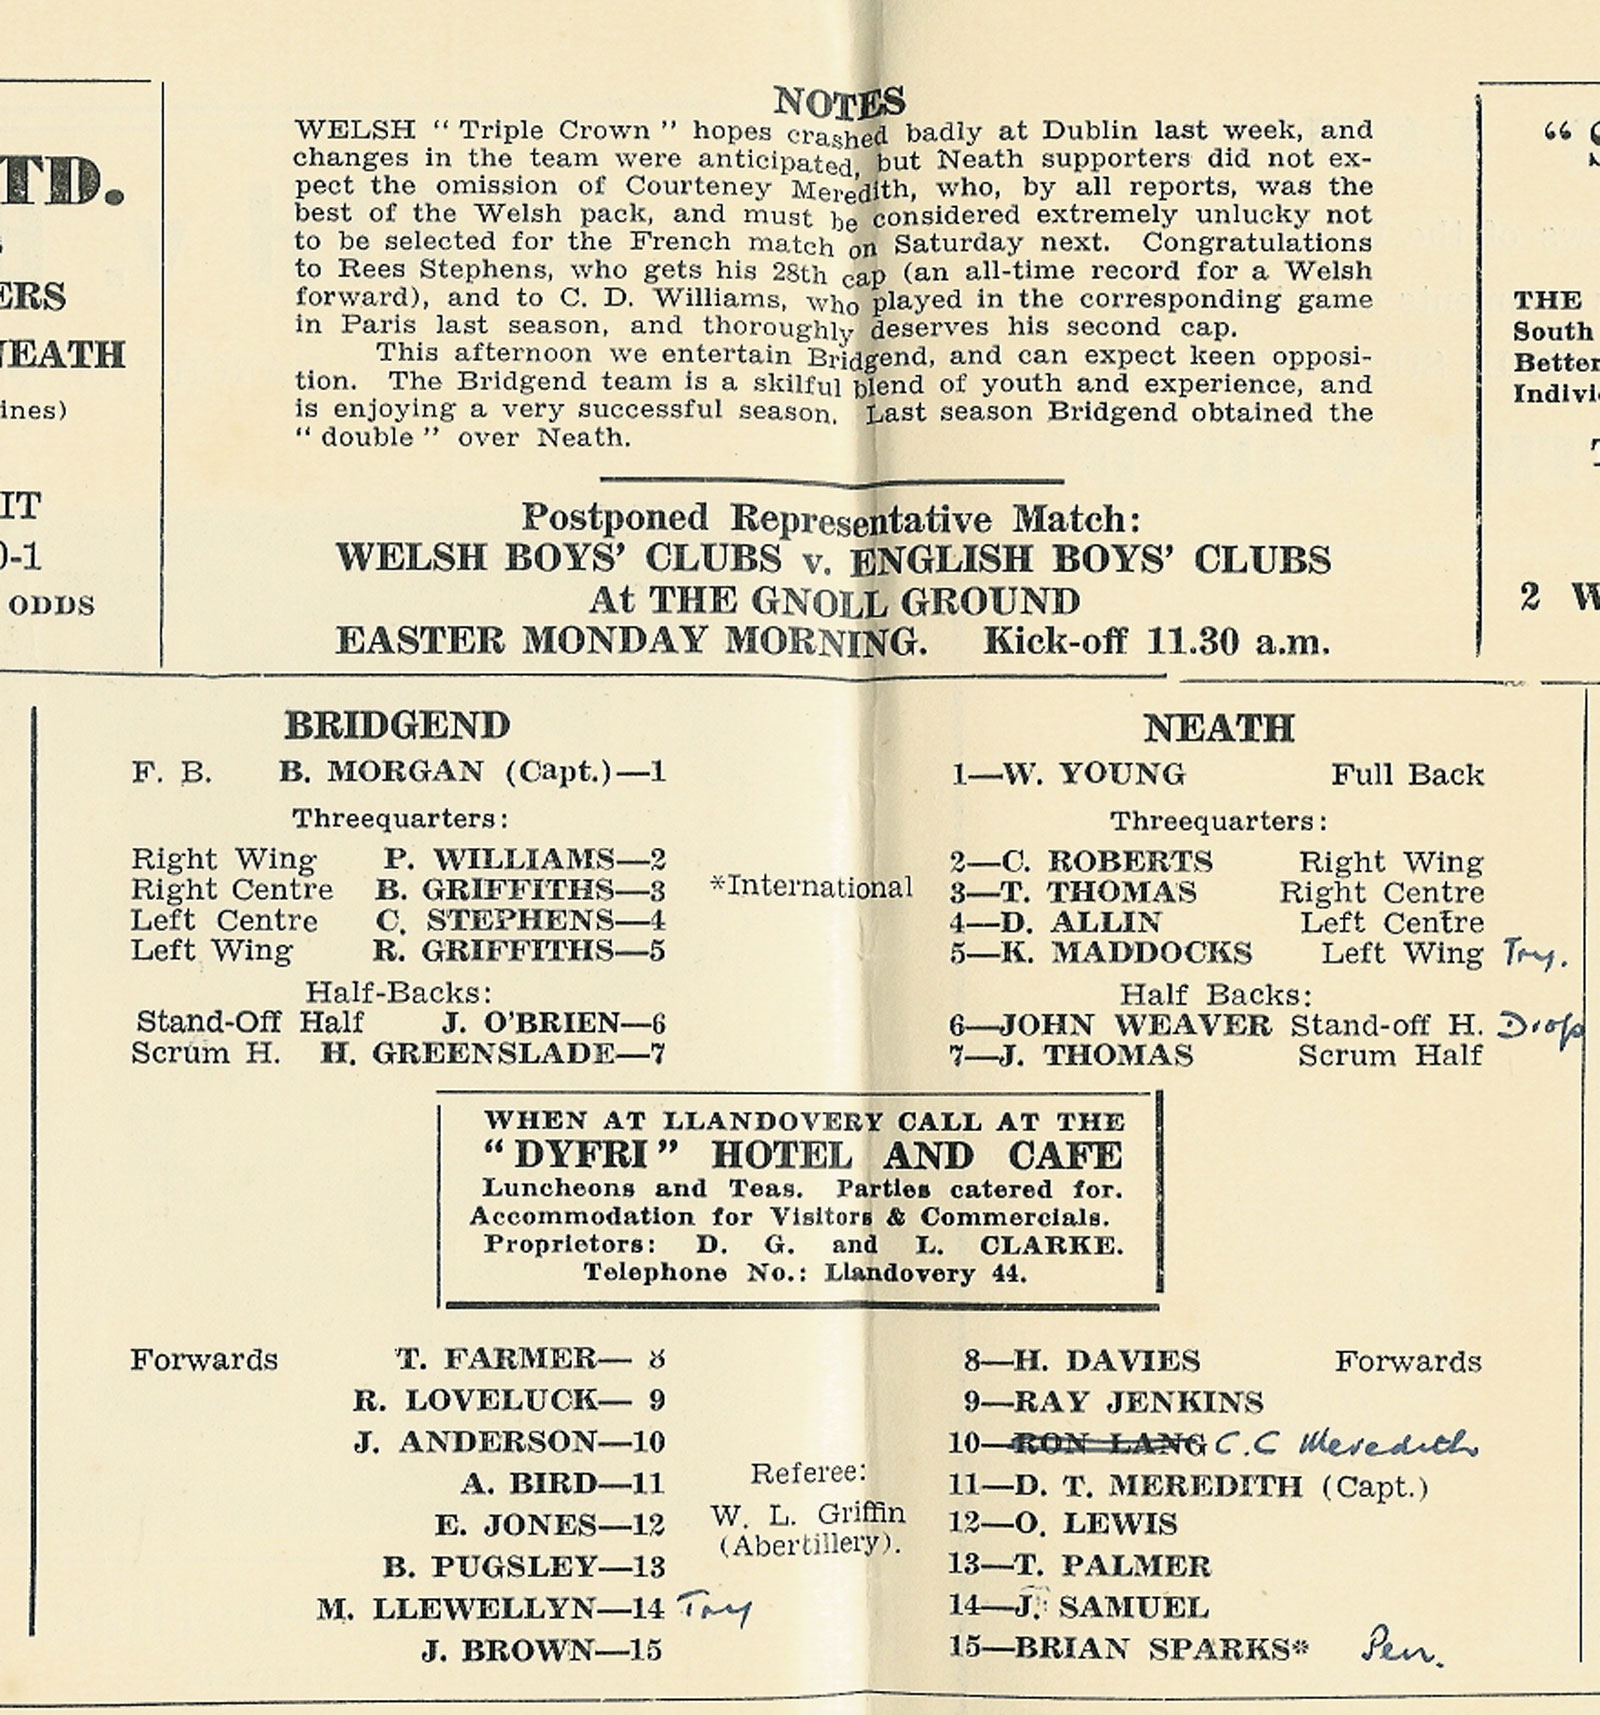 NOTES
WELSH " Triple Crown " hopes crashed badly at Dublin last week, and
changes in the team were anticipated, but Neath supporters did not ex-
pect the omission of Courteney Meredith, who, by all reports, was the
best of the Welsh pack, and must be considered extremely unlucky not
to be selected for the French match on Saturday next. Congratulations
to Rees Stephens, who gets his 28th cap (an all-time record for a Welsh
forward), and to C. D. Williams, who played in the corresponding game
in Paris last season, and thoroughly deserves his second cap.
This afternoon we entertain Bridgend, and can expect keen opposi-
tion. The Bridgend team is a skilful blend of youth and experience, and
is enjoying a very successful season. Last season Bridgend obtained the
" double " over Neath.
Postponed Representative Match:
WELSH BOYS' CLUBS v. ENGLISH BOYS' CLUBS
At THE GNOLL GROUND
EASTER MONDAY MORNING. Kick-off 11.30 a.m.
TD.
ERS
NEATH
ines)
IT
0-1
ODDS
THE
South
Better
Indivi
2 W
BRIDGEND
F. B. B. MORGAN (Capt.)—1
Threequarters:
Right Wing P. WILLIAMS—2
Right Centre B. GRIFFITHS—3
Left Centre C. STEPHENS—4
Left Wing R. GRIFFITHS—5
Half-Backs:
Stand-Off Half J. O'BRIEN—6
Scrum H. H. GREENSLADE—7
*International
NEATH
1—W. YOUNG Full Back
Threequarters:
2—C. ROBERTS Right Wing
3—T. THOMAS Right Centre
4—D. ALLIN Left Centre
5—K. MADDOCKS Left Wing Try.
Half Backs:
6—JOHN WEAVER Stand-off H. Drop
7—J. THOMAS Scrum Half
WHEN AT LLANDOVERY CALL AT THE
" DYFRI " HOTEL AND CAFE
Luncheons and Teas. Parties catered for.
Accommodation for Visitors & Commercials.
Proprietors: D. G. and L. CLARKE.
Telephone No.: Llandovery 44.
Forwards T. FARMER— 8
R. LOVELUCK— 9
J. ANDERSON—10
A. BIRD—11
E. JONES—12
B. PUGSLEY—13
M. LLEWELLYN—14 Try
J. BROWN—15
Referee:
W. L. Griffin
(Abertillery).
8—H. DAVIES Forwards
9—RAY JENKINS
10—RON LANG C.C Meredith
11—D. T. MEREDITH (Capt.)
12—O. LEWIS
13—T. PALMER
14—J. SAMUEL
15—BRIAN SPARKS* Pen.